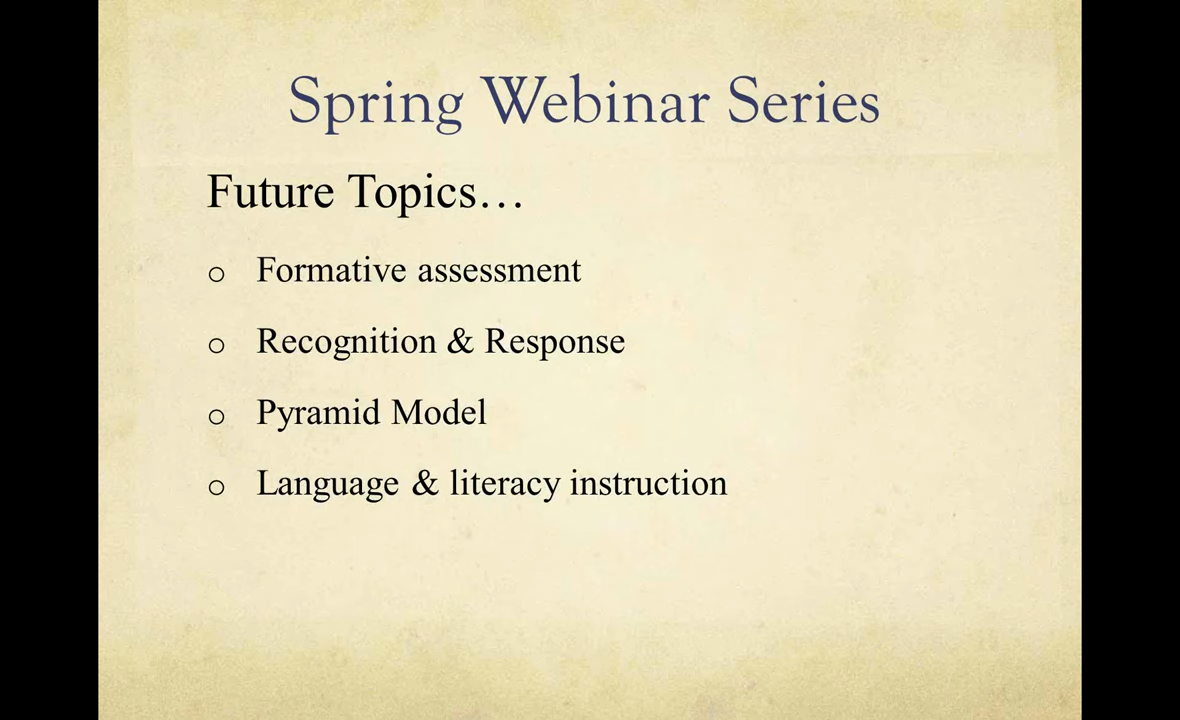 Spring Webinar Series
Future Topics…
o Formative assessment
o Recognition & Response
o Pyramid Model
o Language & literacy instruction